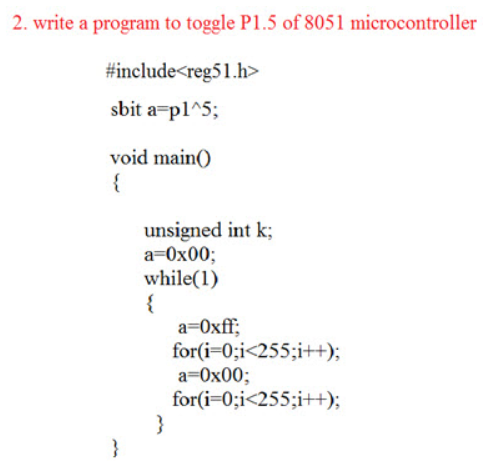 2. write a program to toggle P1.5 of 8051 microcontroller
#include<reg51.h>
sbit a=p1^5;
void main()
{
unsigned int k;
a=0x00;
while(1)
{
a=0xff;
for(i=0;i<255;i++);
a=0x00;
for(i=0;i<255;i++);
}
}